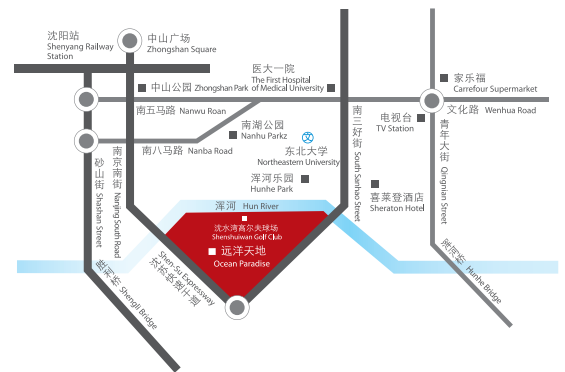 沈阳站
Shenyang Railway
Station
中山广场
Zhongshan Square
医大一院
The First Hospital
of Medical University
家乐福
Carrefour Supermarket
中山公园 Zhongshan Park
南五马路 Nanwu Roan
文化路 Wenhua Road
电视台
TV Station
南湖公园
Nanhu Parkz
文
东北大学
Northeastern University
南八马路 Nanba Road
浑河乐园
Hunhe Park
喜莱登酒店
Sheraton Hotel
南三好街
South Sanhao Street
青年大街
Qingnian Street
砂山街
Shashan Street
南京南街
Nanjing South Road
浑河 Hun River
沈水湾高尔夫球场
Shenshuiwan Golf Club
远洋天地
Ocean Paradise
Shen-Su Expressway
沈苏快速干道
胜利桥 Shengli Bridge
浑河桥 Hunhe Bridge